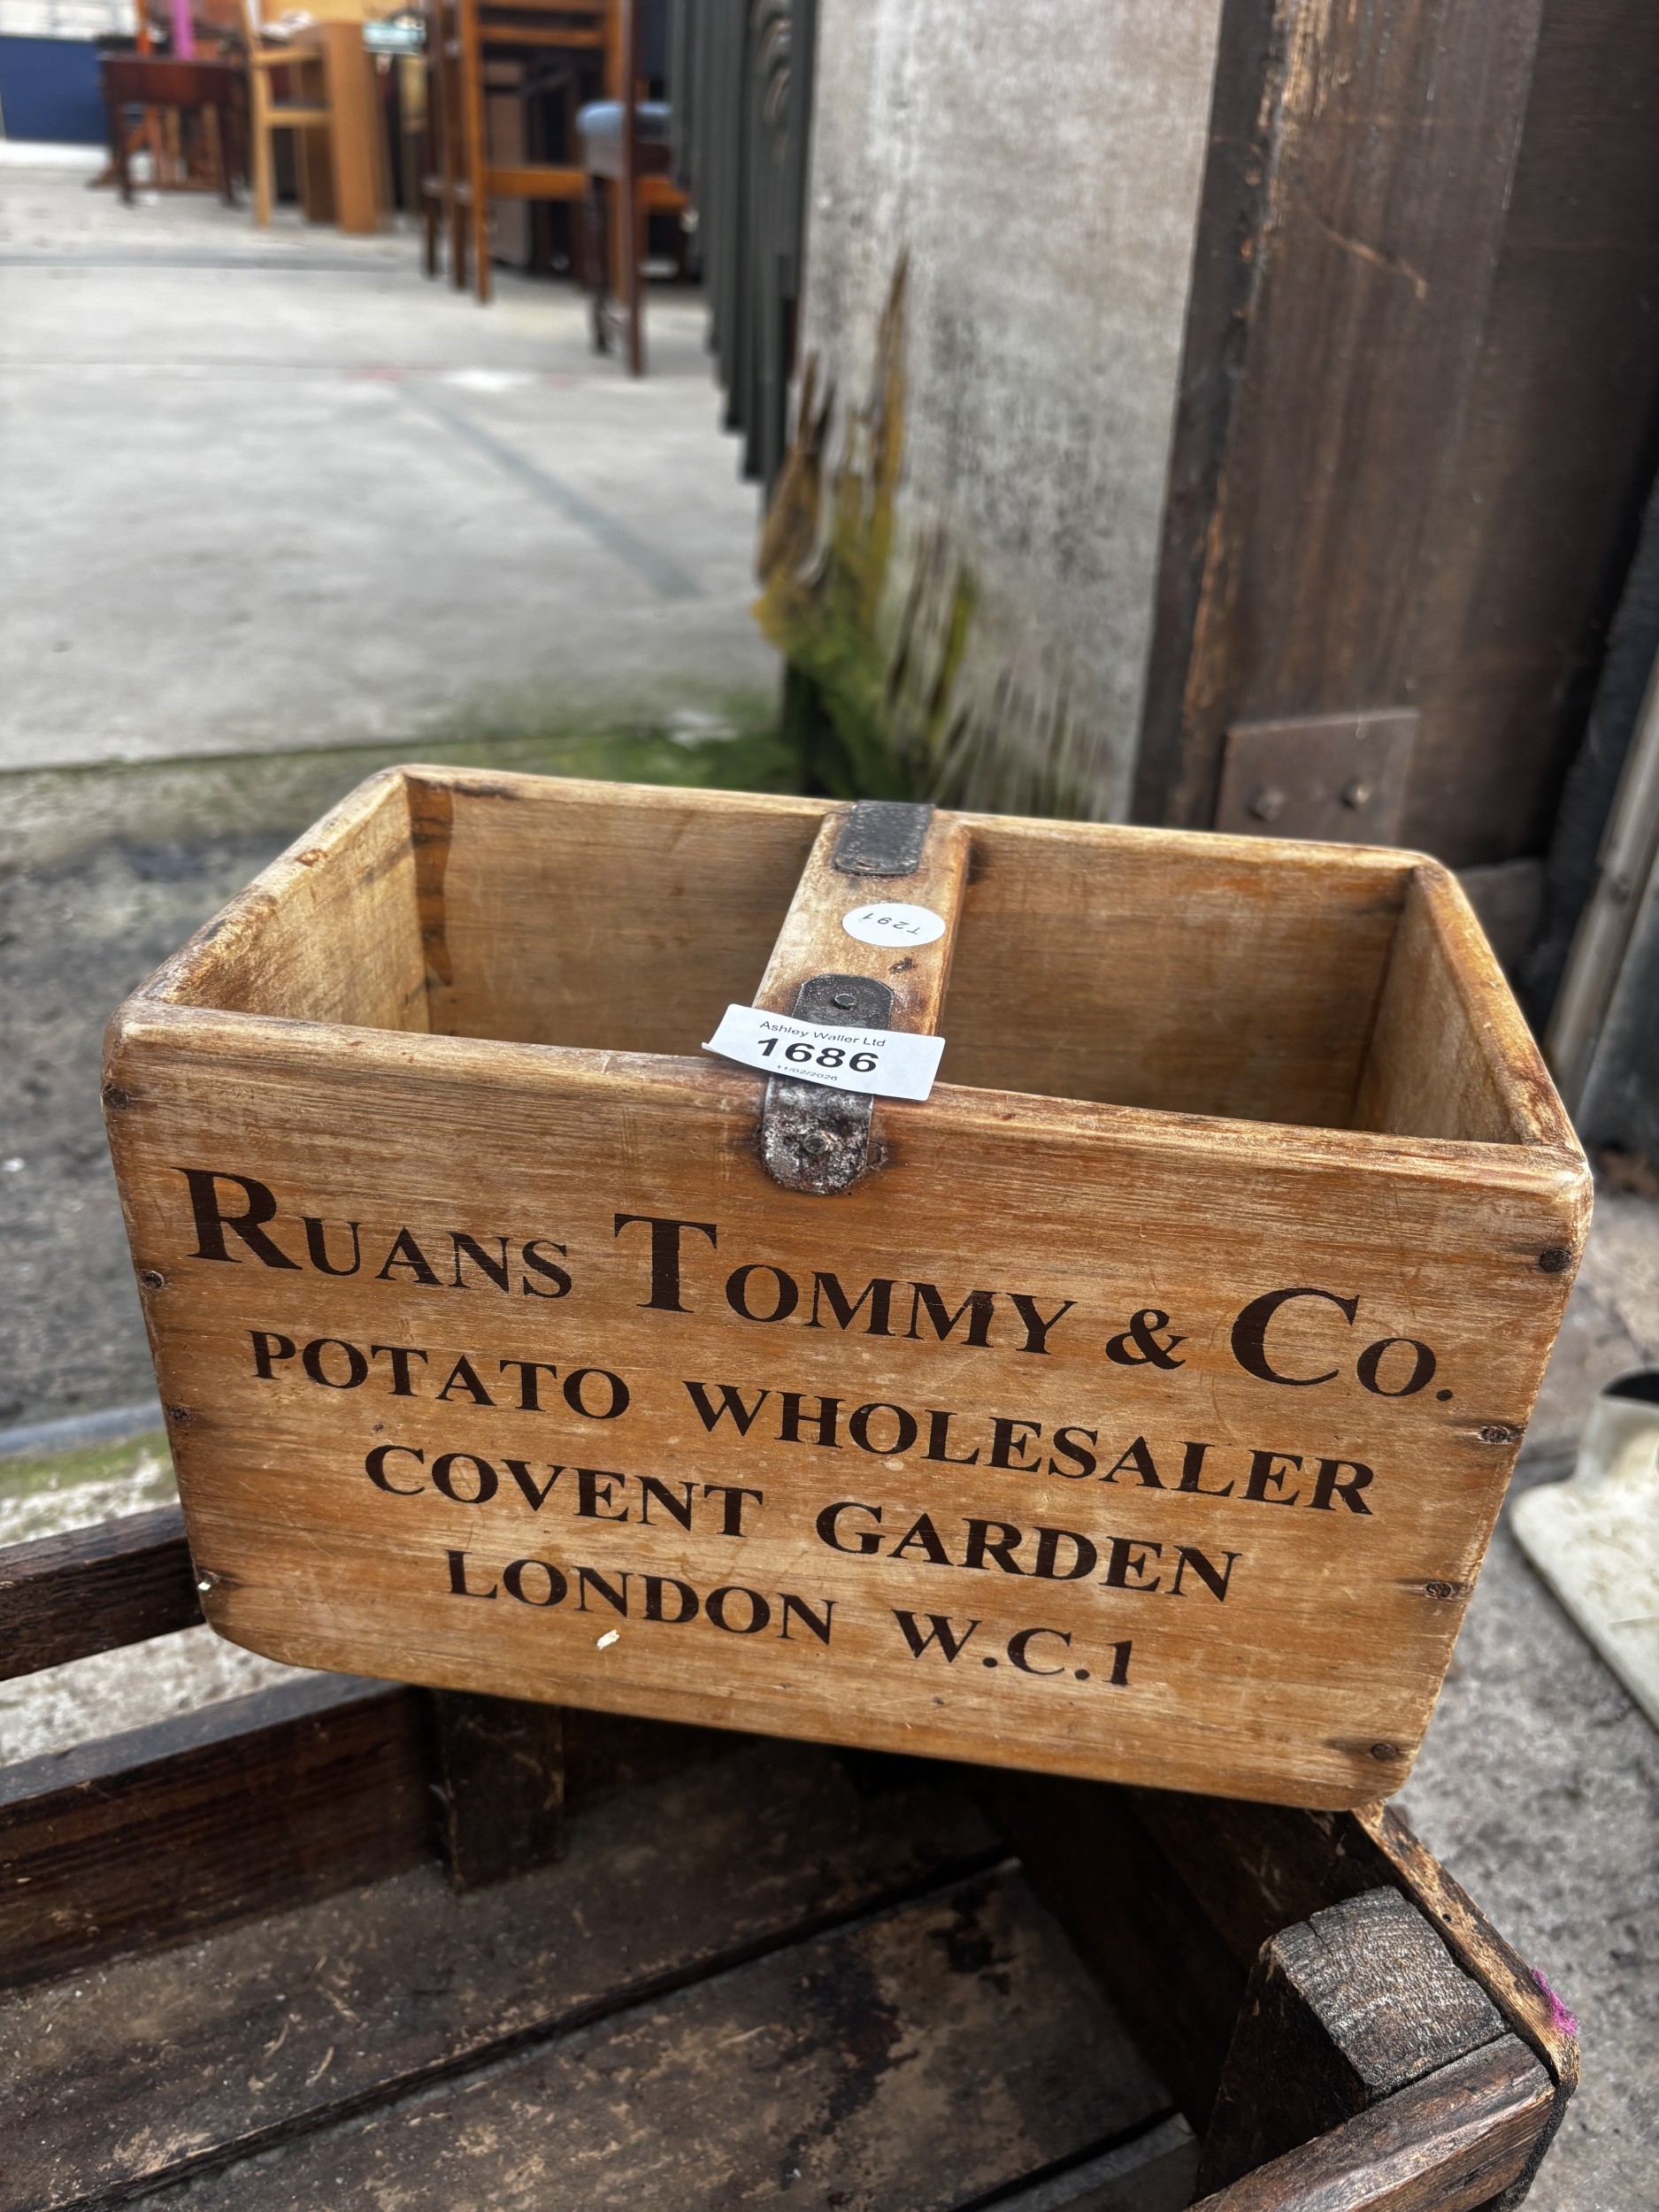 T291
Ashley Waller Ltd
1686
11/02/2026
RUANS TOMMY & CO.
POTATO WHOLESALER
COVENT GARDEN
LONDON W.C.1